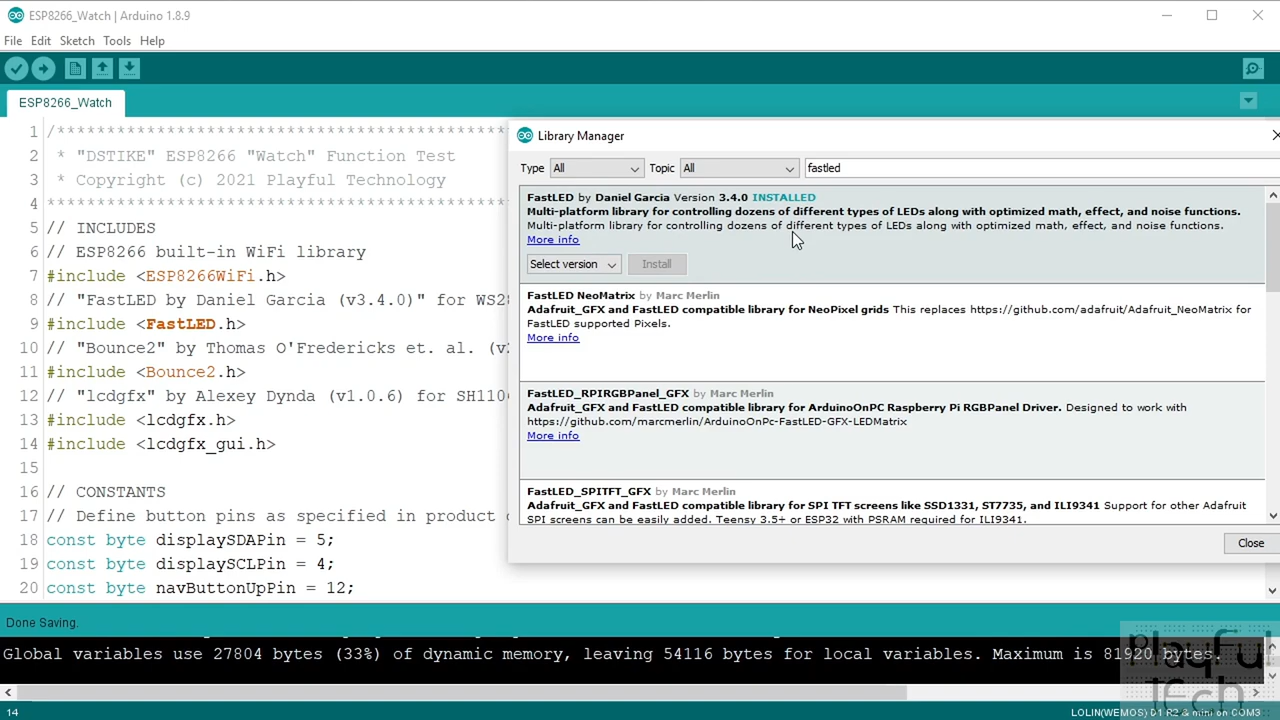 ESP8266_Watch | Arduino 1.8.9
File Edit Sketch Tools Help
ESP8266_Watch
1 /************************************
2 * "DSTIKE" ESP8266 "Watch" Function Test
3 * Copyright (c) 2021 Playful Technology
4 *************************************
5 // INCLUDES
6 // ESP8266 built-in WiFi library
7 #include <ESP8266WiFi.h>
8 // "FastLED by Daniel Garcia (v3.4.0)" for WS28
9 #include <FastLED.h>
10 // "Bounce2" by Thomas O'Fredericks et. al. (v2
11 #include <Bounce2.h>
12 // "lcdgfx" by Alexey Dynda (v1.0.6) for SH110
13 #include <lcdgfx.h>
14 #include <lcdgfx_gui.h>
15
16 // CONSTANTS
17 // Define button pins as specified in product
18 const byte displaySDAPin = 5;
19 const byte displaySCLPin = 4;
20 const byte navButtonUpPin = 12;
Library Manager
Type All Topic All fastled
FastLED by Daniel Garcia Version 3.4.0 INSTALLED
Multi-platform library for controlling dozens of different types of LEDs along with optimized math, effect, and noise functions.
Multi-platform library for controlling dozens of different types of LEDs along with optimized math, effect, and noise functions.
More info
Select version Install
FastLED NeoMatrix by Marc Merlin
Adafruit_GFX and FastLED compatible library for NeoPixel grids This replaces https://github.com/adafruit/Adafruit_NeoMatrix for
FastLED supported Pixels.
More info
FastLED_RPIRGBPanel_GFX by Marc Merlin
Adafruit_GFX and FastLED compatible library for ArduinoOnPC Raspberry Pi RGBPanel Driver. Designed to work with
https://github.com/marcmerlin/ArduinoOnPc-FastLED-GFX-LEDMatrix
More info
FastLED_SPITFT_GFX by Marc Merlin
Adafruit_GFX and FastLED compatible library for SPI TFT screens like SSD1331, ST7735, and ILI9341 Support for other Adafruit
SPI screens can be easily added. Teensy 3.5+ or ESP32 with PSRAM required for ILI9341.
Close
Done Saving.
Global variables use 27804 bytes (33%) of dynamic memory, leaving 54116 bytes for local variables. Maximum is 81920 bytes.
Playful
tech
14
LOLIN(WEMOS) D1 R2 & mini on COM3